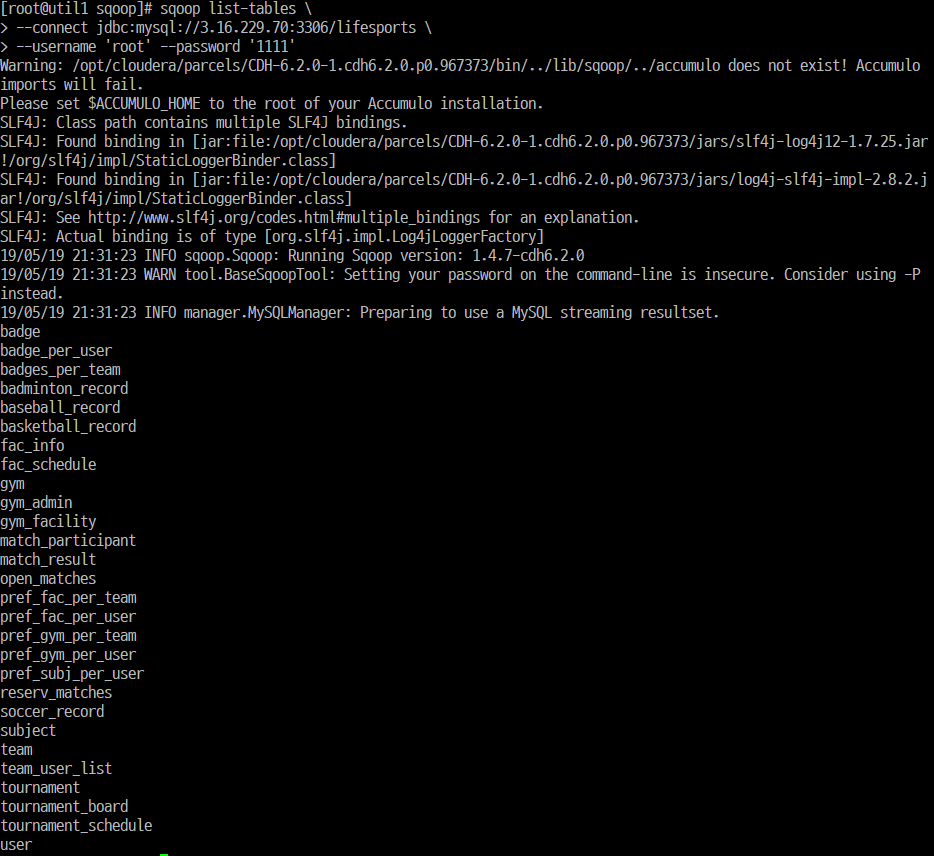 [root@util1 sqoop]# sqoop list-tables \
> --connect jdbc:mysql://3.16.229.70:3306/lifesports \
> --username 'root' --password '1111'
Warning: /opt/cloudera/parcels/CDH-6.2.0-1.cdh6.2.0.p0.967373/bin/../lib/sqoop/../accumulo does not exist! Accumulo
imports will fail.
Please set $ACCUMULO_HOME to the root of your Accumulo installation.
SLF4J: Class path contains multiple SLF4J bindings.
SLF4J: Found binding in [jar:file:/opt/cloudera/parcels/CDH-6.2.0-1.cdh6.2.0.p0.967373/jars/slf4j-log4j12-1.7.25.jar
!/org/slf4j/impl/StaticLoggerBinder.class]
SLF4J: Found binding in [jar:file:/opt/cloudera/parcels/CDH-6.2.0-1.cdh6.2.0.p0.967373/jars/log4j-slf4j-impl-2.8.2.j
ar!/org/slf4j/impl/StaticLoggerBinder.class]
SLF4J: See http://www.slf4j.org/codes.html#multiple_bindings for an explanation.
SLF4J: Actual binding is of type [org.slf4j.impl.Log4jLoggerFactory]
19/05/19 21:31:23 INFO sqoop.Sqoop: Running Sqoop version: 1.4.7-cdh6.2.0
19/05/19 21:31:23 WARN tool.BaseSqoopTool: Setting your password on the command-line is insecure. Consider using -P
instead.
19/05/19 21:31:23 INFO manager.MySQLManager: Preparing to use a MySQL streaming resultset.
badge
badge_per_user
badges_per_team
badminton_record
baseball_record
basketball_record
fac_info
fac_schedule
gym
gym_admin
gym_facility
match_participant
match_result
open_matches
pref_fac_per_team
pref_fac_per_user
pref_gym_per_team
pref_gym_per_user
pref_subj_per_user
reserv_matches
soccer_record
subject
team
team_user_list
tournament
tournament_board
tournament_schedule
user